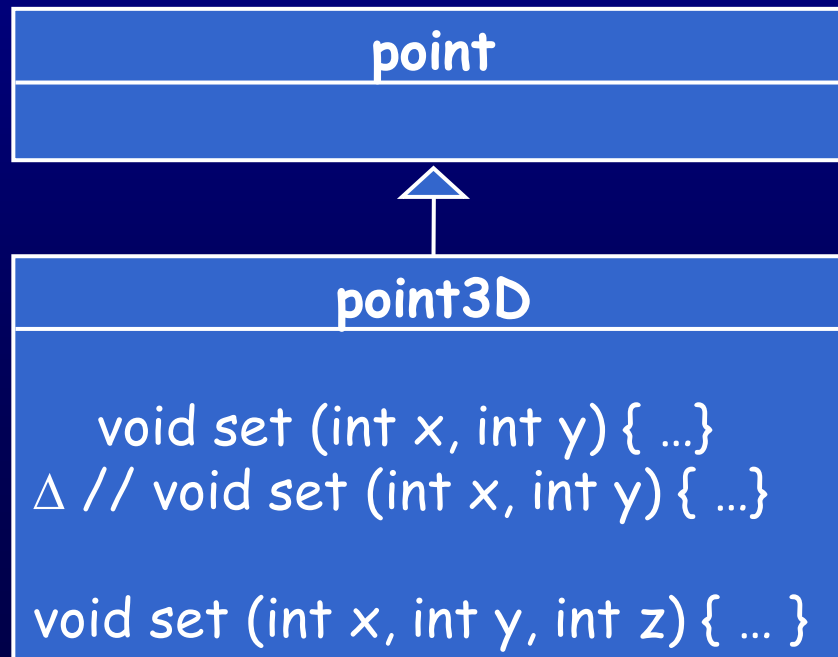 point
point3D
void set (int x, int y) { ...}
Δ // void set (int x, int y) { ...}
void set (int x, int y, int z) { ... }